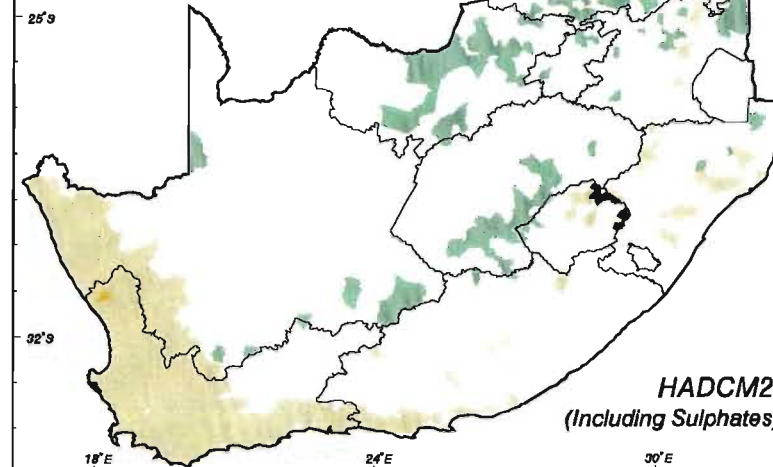 25°S
32°S
HADCM2
(Including Sulphates)
18°E
24°E
30°E